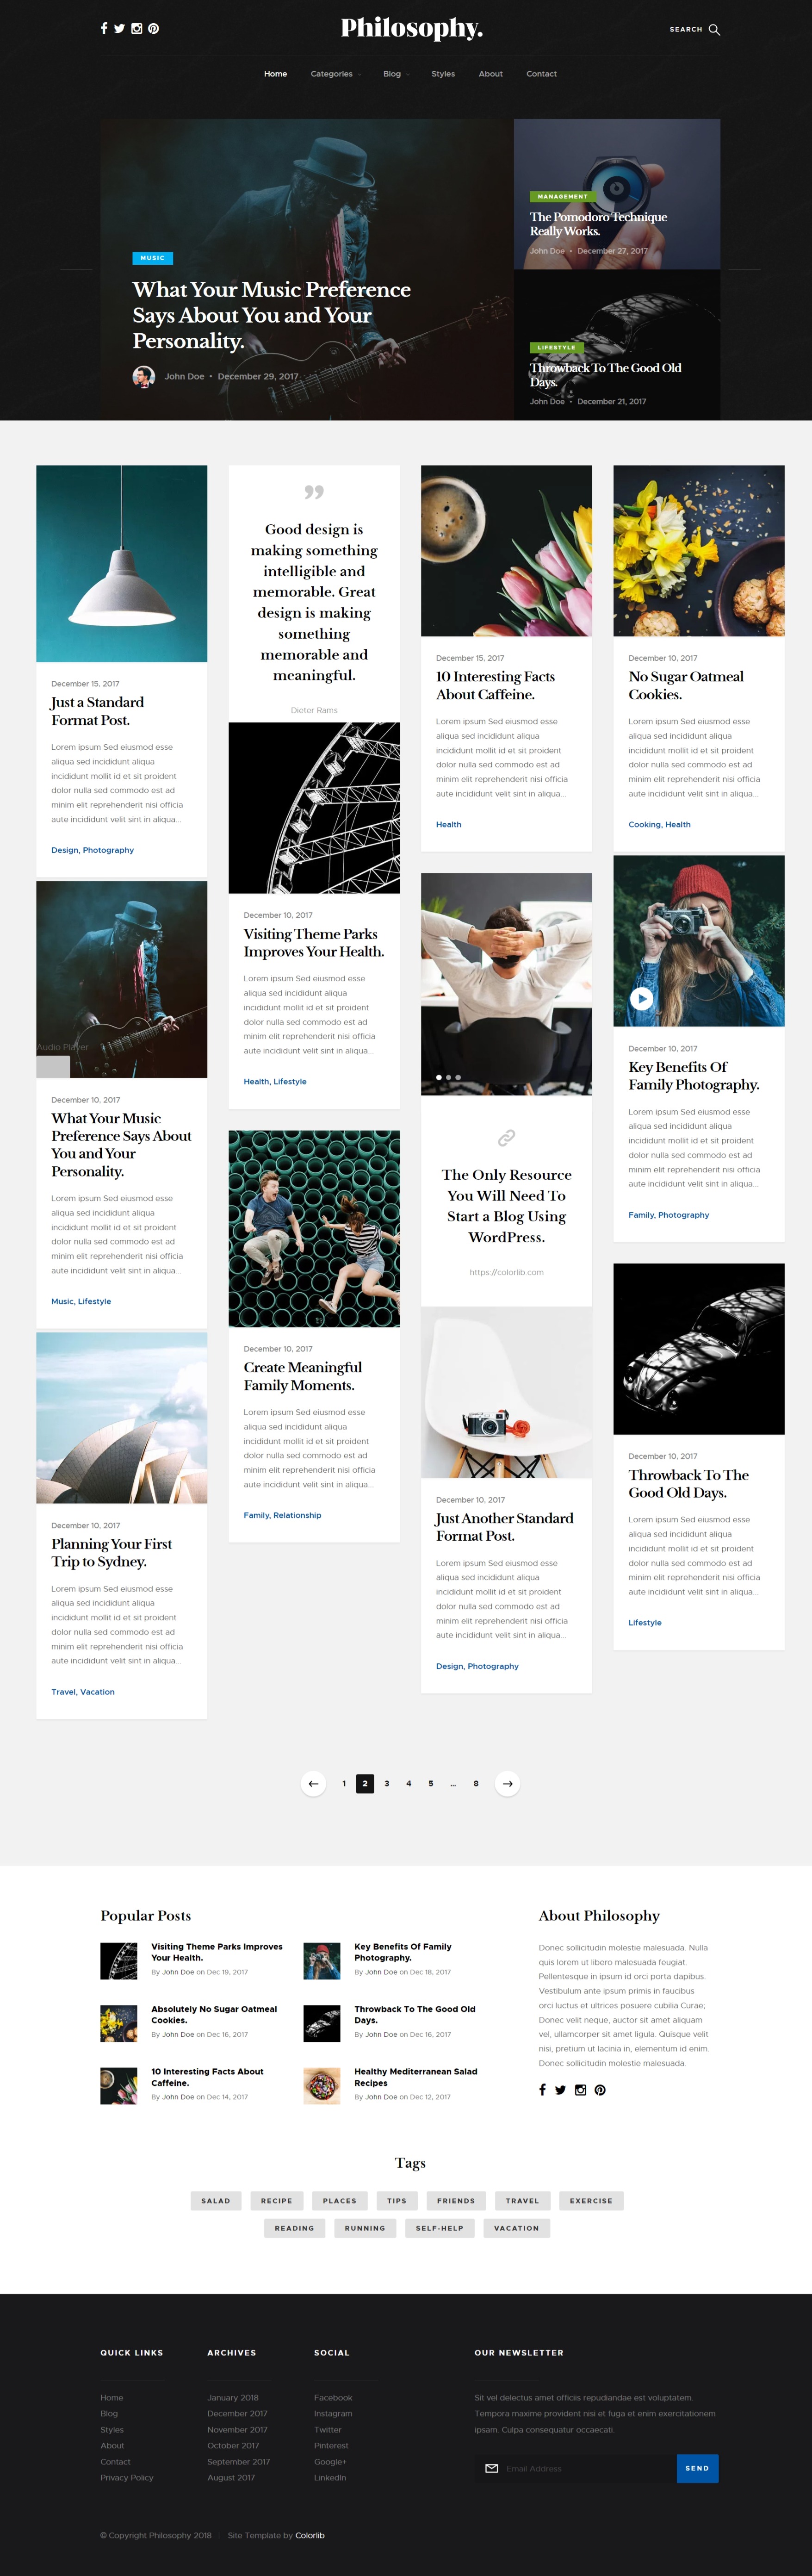 Philosophy.
SEARCH
Home
Categories
Blog
Styles
About
Contact
MUSIC
What Your Music Preference
Says About You and Your
Personality.
John Doe • December 29, 2017
MANAGEMENT
The Pomodoro Technique
Really Works.
John Doe • December 27, 2017
LIFESTYLE
Throwback To The Good Old
Days.
John Doe • December 21, 2017
December 15, 2017
Just a Standard
Format Post.
Lorem ipsum Sed eiusmod esse
aliqua sed incididunt aliqua
incididunt mollit id et sit proident
dolor nulla sed commodo est ad
minim elit reprehenderit nisi officia
aute incididunt velit sint in aliqua...
Design, Photography
Audio Player
December 10, 2017
What Your Music
Preference Says About
You and Your
Personality.
Lorem ipsum Sed eiusmod esse
aliqua sed incididunt aliqua
incididunt mollit id et sit proident
dolor nulla sed commodo est ad
minim elit reprehenderit nisi officia
aute incididunt velit sint in aliqua...
Music, Lifestyle
December 10, 2017
Planning Your First
Trip to Sydney.
Lorem ipsum Sed eiusmod esse
aliqua sed incididunt aliqua
incididunt mollit id et sit proident
dolor nulla sed commodo est ad
minim elit reprehenderit nisi officia
aute incididunt velit sint in aliqua...
Travel, Vacation
”
Good design is
making something
intelligible and
memorable. Great
design is making
something
memorable and
meaningful.
Dieter Rams
December 10, 2017
Visiting Theme Parks
Improves Your Health.
Lorem ipsum Sed eiusmod esse
aliqua sed incididunt aliqua
incididunt mollit id et sit proident
dolor nulla sed commodo est ad
minim elit reprehenderit nisi officia
aute incididunt velit sint in aliqua...
Health, Lifestyle
December 10, 2017
Create Meaningful
Family Moments.
Lorem ipsum Sed eiusmod esse
aliqua sed incididunt aliqua
incididunt mollit id et sit proident
dolor nulla sed commodo est ad
minim elit reprehenderit nisi officia
aute incididunt velit sint in aliqua...
Family, Relationship
December 15, 2017
10 Interesting Facts
About Caffeine.
Lorem ipsum Sed eiusmod esse
aliqua sed incididunt aliqua
incididunt mollit id et sit proident
dolor nulla sed commodo est ad
minim elit reprehenderit nisi officia
aute incididunt velit sint in aliqua...
Health
The Only Resource
You Will Need To
Start a Blog Using
WordPress.
https://colorlib.com
December 10, 2017
Just Another Standard
Format Post.
Lorem ipsum Sed eiusmod esse
aliqua sed incididunt aliqua
incididunt mollit id et sit proident
dolor nulla sed commodo est ad
minim elit reprehenderit nisi officia
aute incididunt velit sint in aliqua...
Design, Photography
December 10, 2017
No Sugar Oatmeal
Cookies.
Lorem ipsum Sed eiusmod esse
aliqua sed incididunt aliqua
incididunt mollit id et sit proident
dolor nulla sed commodo est ad
minim elit reprehenderit nisi officia
aute incididunt velit sint in aliqua...
Cooking, Health
December 10, 2017
Key Benefits Of
Family Photography.
Lorem ipsum Sed eiusmod esse
aliqua sed incididunt aliqua
incididunt mollit id et sit proident
dolor nulla sed commodo est ad
minim elit reprehenderit nisi officia
aute incididunt velit sint in aliqua...
Family, Photography
December 10, 2017
Throwback To The
Good Old Days.
Lorem ipsum Sed eiusmod esse
aliqua sed incididunt aliqua
incididunt mollit id et sit proident
dolor nulla sed commodo est ad
minim elit reprehenderit nisi officia
aute incididunt velit sint in aliqua...
Lifestyle
← 1 2 3 4 5 ... 8 →
Popular Posts
Visiting Theme Parks Improves
Your Health.
By John Doe on Dec 19, 2017
Key Benefits Of Family
Photography.
By John Doe on Dec 18, 2017
Absolutely No Sugar Oatmeal
Cookies.
By John Doe on Dec 16, 2017
Throwback To The Good Old
Days.
By John Doe on Dec 16, 2017
10 Interesting Facts About
Caffeine.
By John Doe on Dec 14, 2017
Healthy Mediterranean Salad
Recipes
By John Doe on Dec 12, 2017
About Philosophy
Donec sollicitudin molestie malesuada. Nulla
quis lorem ut libero malesuada feugiat.
Pellentesque in ipsum id orci porta dapibus.
Vestibulum ante ipsum primis in faucibus
orci luctus et ultrices posuere cubilia Curae;
Donec velit neque, auctor sit amet aliquam
vel, ullamcorper sit amet ligula. Quisque velit
nisi, pretium ut lacinia in, elementum id enim.
Donec sollicitudin molestie malesuada.
Tags
SALAD RECIPE PLACES TIPS FRIENDS TRAVEL EXERCISE
READING RUNNING SELF-HELP VACATION
QUICK LINKS
Home
Blog
Styles
About
Contact
Privacy Policy
ARCHIVES
January 2018
December 2017
November 2017
October 2017
September 2017
August 2017
SOCIAL
Facebook
Instagram
Twitter
Pinterest
Google+
LinkedIn
OUR NEWSLETTER
Sit vel delectus amet officiis repudiandae est voluptatem.
Tempora maxime provident nisi et fuga et enim exercitationem
ipsam. Culpa consequatur occaecati.
Email Address
SEND
© Copyright Philosophy 2018
Site Template by Colorlib